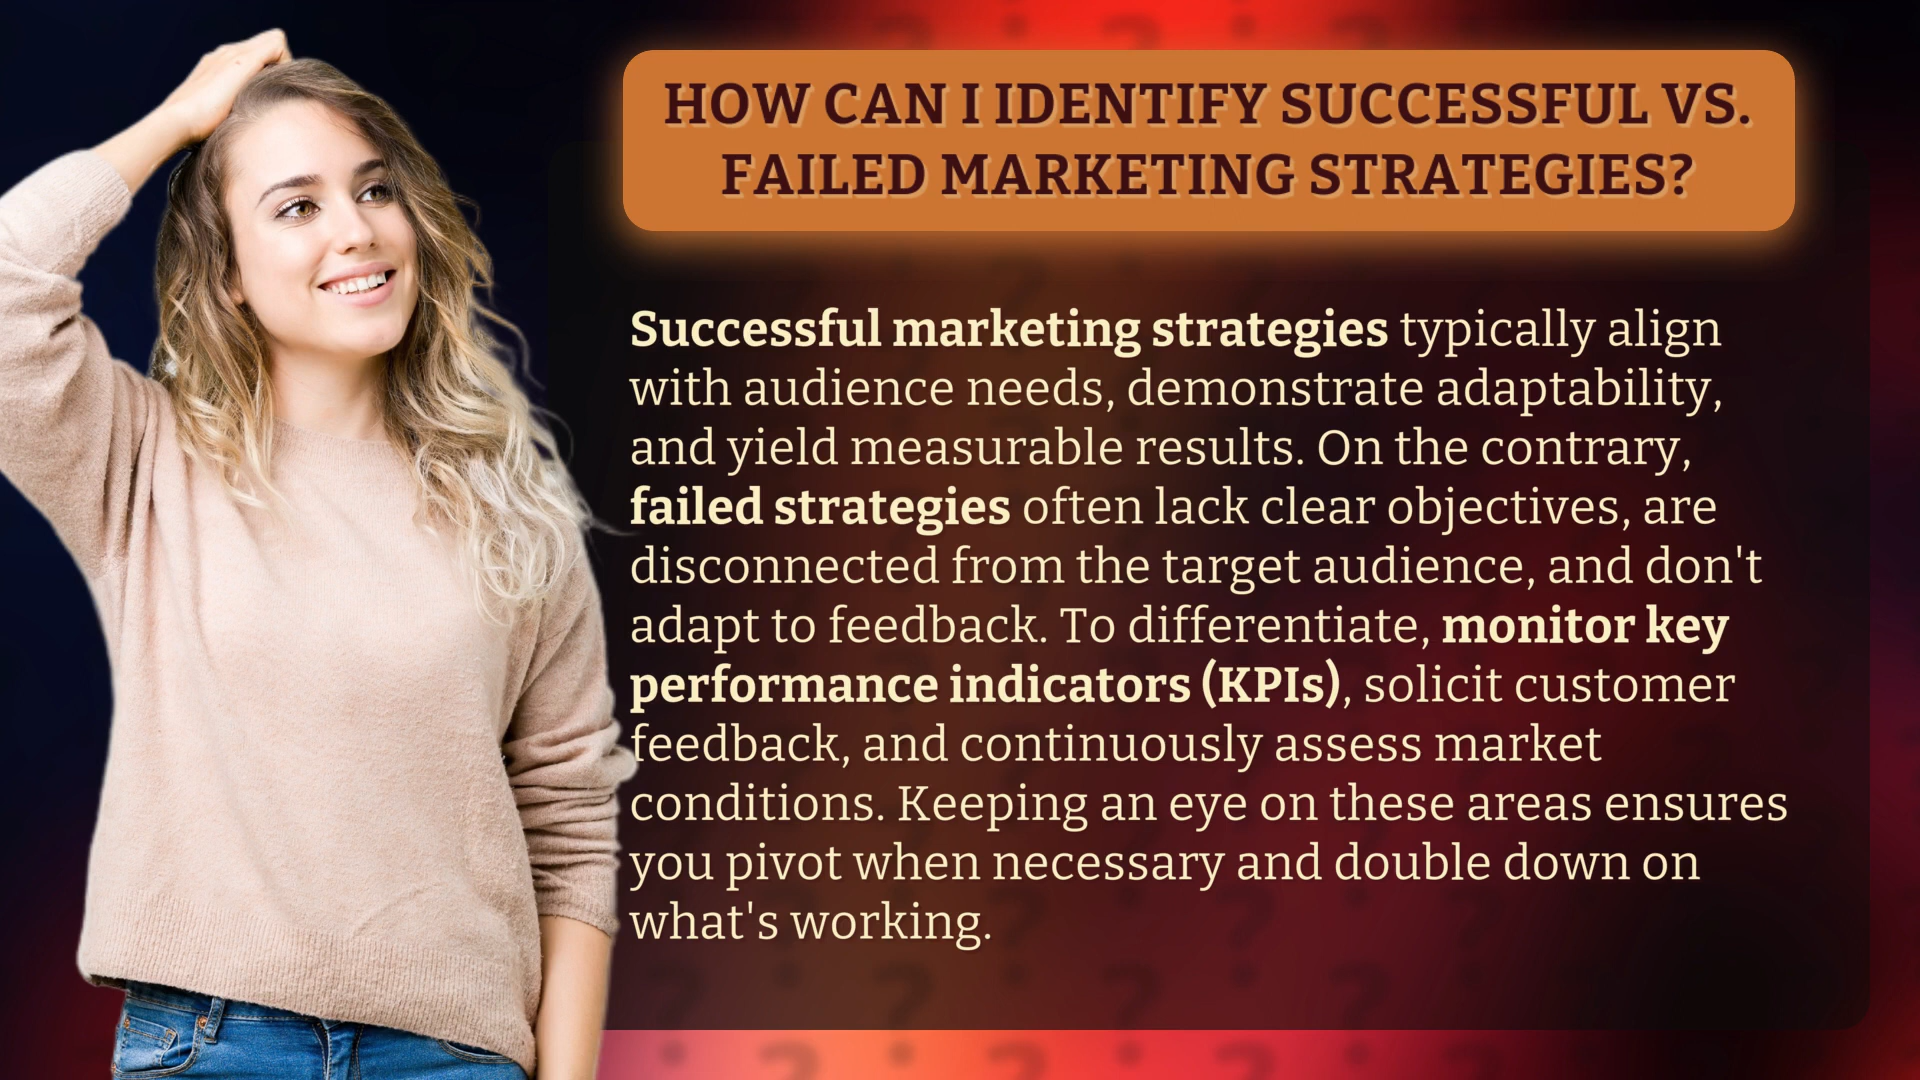 HOW CAN I IDENTIFY SUCCESSFUL VS.
FAILED MARKETING STRATEGIES?
Successful marketing strategies typically align
with audience needs, demonstrate adaptability,
and yield measurable results. On the contrary,
failed strategies often lack clear objectives, are
disconnected from the target audience, and don't
adapt to feedback. To differentiate, monitor key
performance indicators (KPIs), solicit customer
feedback, and continuously assess market
conditions. Keeping an eye on these areas ensures
you pivot when necessary and double down on
what's working.